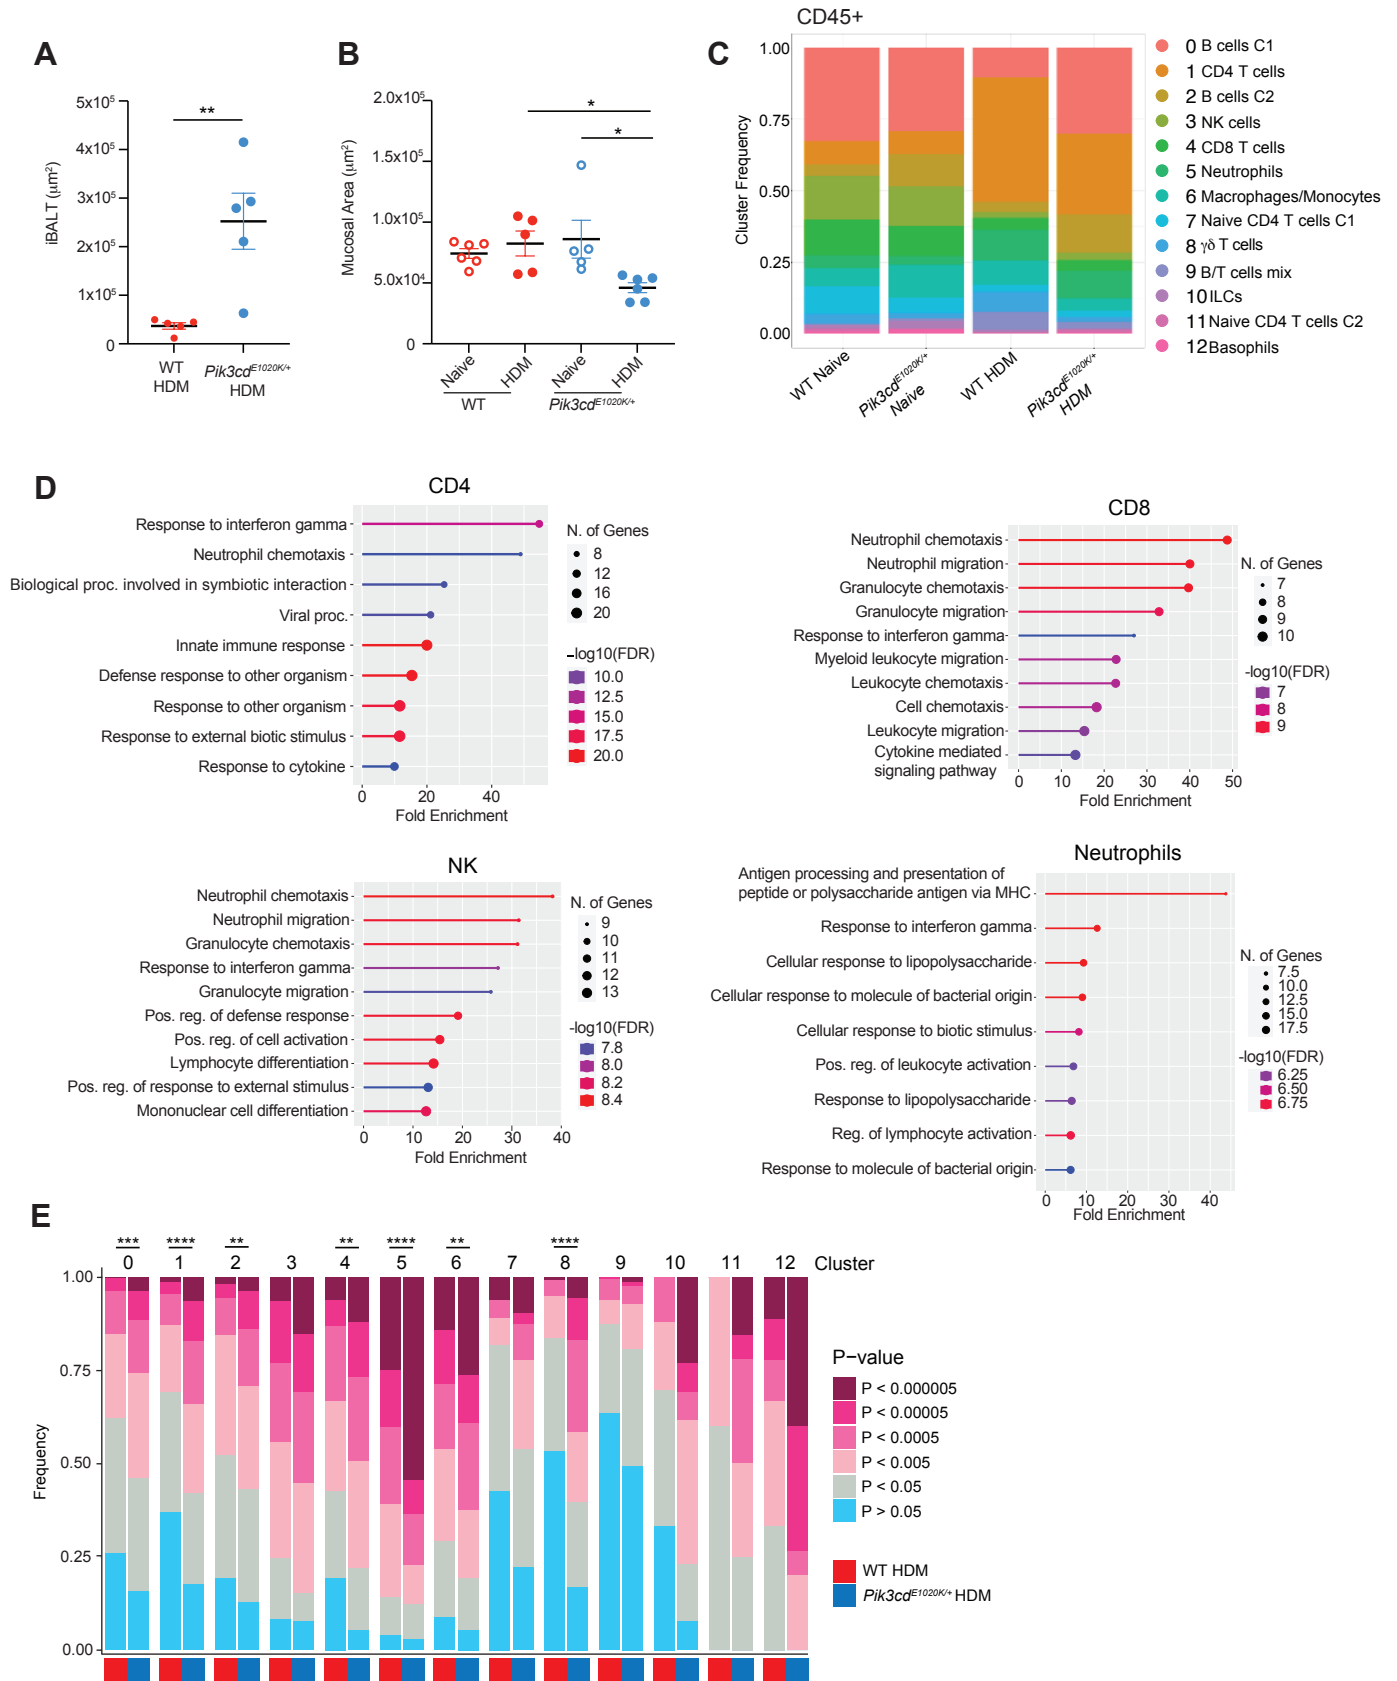 A
iBALT (μm²)
5x10⁵
4x10⁵
3x10⁵
2x10⁵
1x10⁵
0
**
WT
HDM
Pik3cdE1020K/+
HDM
B
Mucosal Area (μm²)
2.0x10⁵
1.5x10⁵
1.0x10⁵
5.0x10⁴
0
*
*
Naive
HDM
Naive
HDM
WT
Pik3cdE1020K/+
C
CD45+
Cluster Frequency
1.00
0.75
0.50
0.25
0.00
WT Naive
Pik3cdE1020K/+
Naive
WT HDM
Pik3cdE1020K/+
HDM
0 B cells C1
1 CD4 T cells
2 B cells C2
3 NK cells
4 CD8 T cells
5 Neutrophils
6 Macrophages/Monocytes
7 Naive CD4 T cells C1
8 γδ T cells
9 B/T cells mix
10 ILCs
11 Naive CD4 T cells C2
12 Basophils
D
CD4
Response to interferon gamma
Neutrophil chemotaxis
Biological proc. involved in symbiotic interaction
Viral proc.
Innate immune response
Defense response to other organism
Response to other organism
Response to external biotic stimulus
Response to cytokine
0 20 40
Fold Enrichment
N. of Genes
8
12
16
20
-log10(FDR)
10.0
12.5
15.0
17.5
20.0
CD8
Neutrophil chemotaxis
Neutrophil migration
Granulocyte chemotaxis
Granulocyte migration
Response to interferon gamma
Myeloid leukocyte migration
Leukocyte chemotaxis
Cell chemotaxis
Leukocyte migration
Cytokine mediated
signaling pathway
0 10 20 30 40 50
Fold Enrichment
N. of Genes
7
8
9
10
-log10(FDR)
7
8
9
NK
Neutrophil chemotaxis
Neutrophil migration
Granulocyte chemotaxis
Response to interferon gamma
Granulocyte migration
Pos. reg. of defense response
Pos. reg. of cell activation
Lymphocyte differentiation
Pos. reg. of response to external stimulus
Mononuclear cell differentiation
0 10 20 30 40
Fold Enrichment
N. of Genes
9
10
11
12
13
-log10(FDR)
7.8
8.0
8.2
8.4
Neutrophils
Antigen processing and presentation of
peptide or polysaccharide antigen via MHC
Response to interferon gamma
Cellular response to lipopolysaccharide
Cellular response to molecule of bacterial origin
Cellular response to biotic stimulus
Pos. reg. of leukocyte activation
Response to lipopolysaccharide
Reg. of lymphocyte activation
Response to molecule of bacterial origin
0 10 20 30 40
Fold Enrichment
N. of Genes
7.5
10.0
12.5
15.0
17.5
-log10(FDR)
6.25
6.50
6.75
E
*** **** ** ** **** ** ****
0 1 2 3 4 5 6 7 8 9 10 11 12 Cluster
Frequency
1.00
0.75
0.50
0.25
0.00
P-value
P < 0.000005
P < 0.00005
P < 0.0005
P < 0.005
P < 0.05
P > 0.05
WT HDM
Pik3cdE1020K/+ HDM